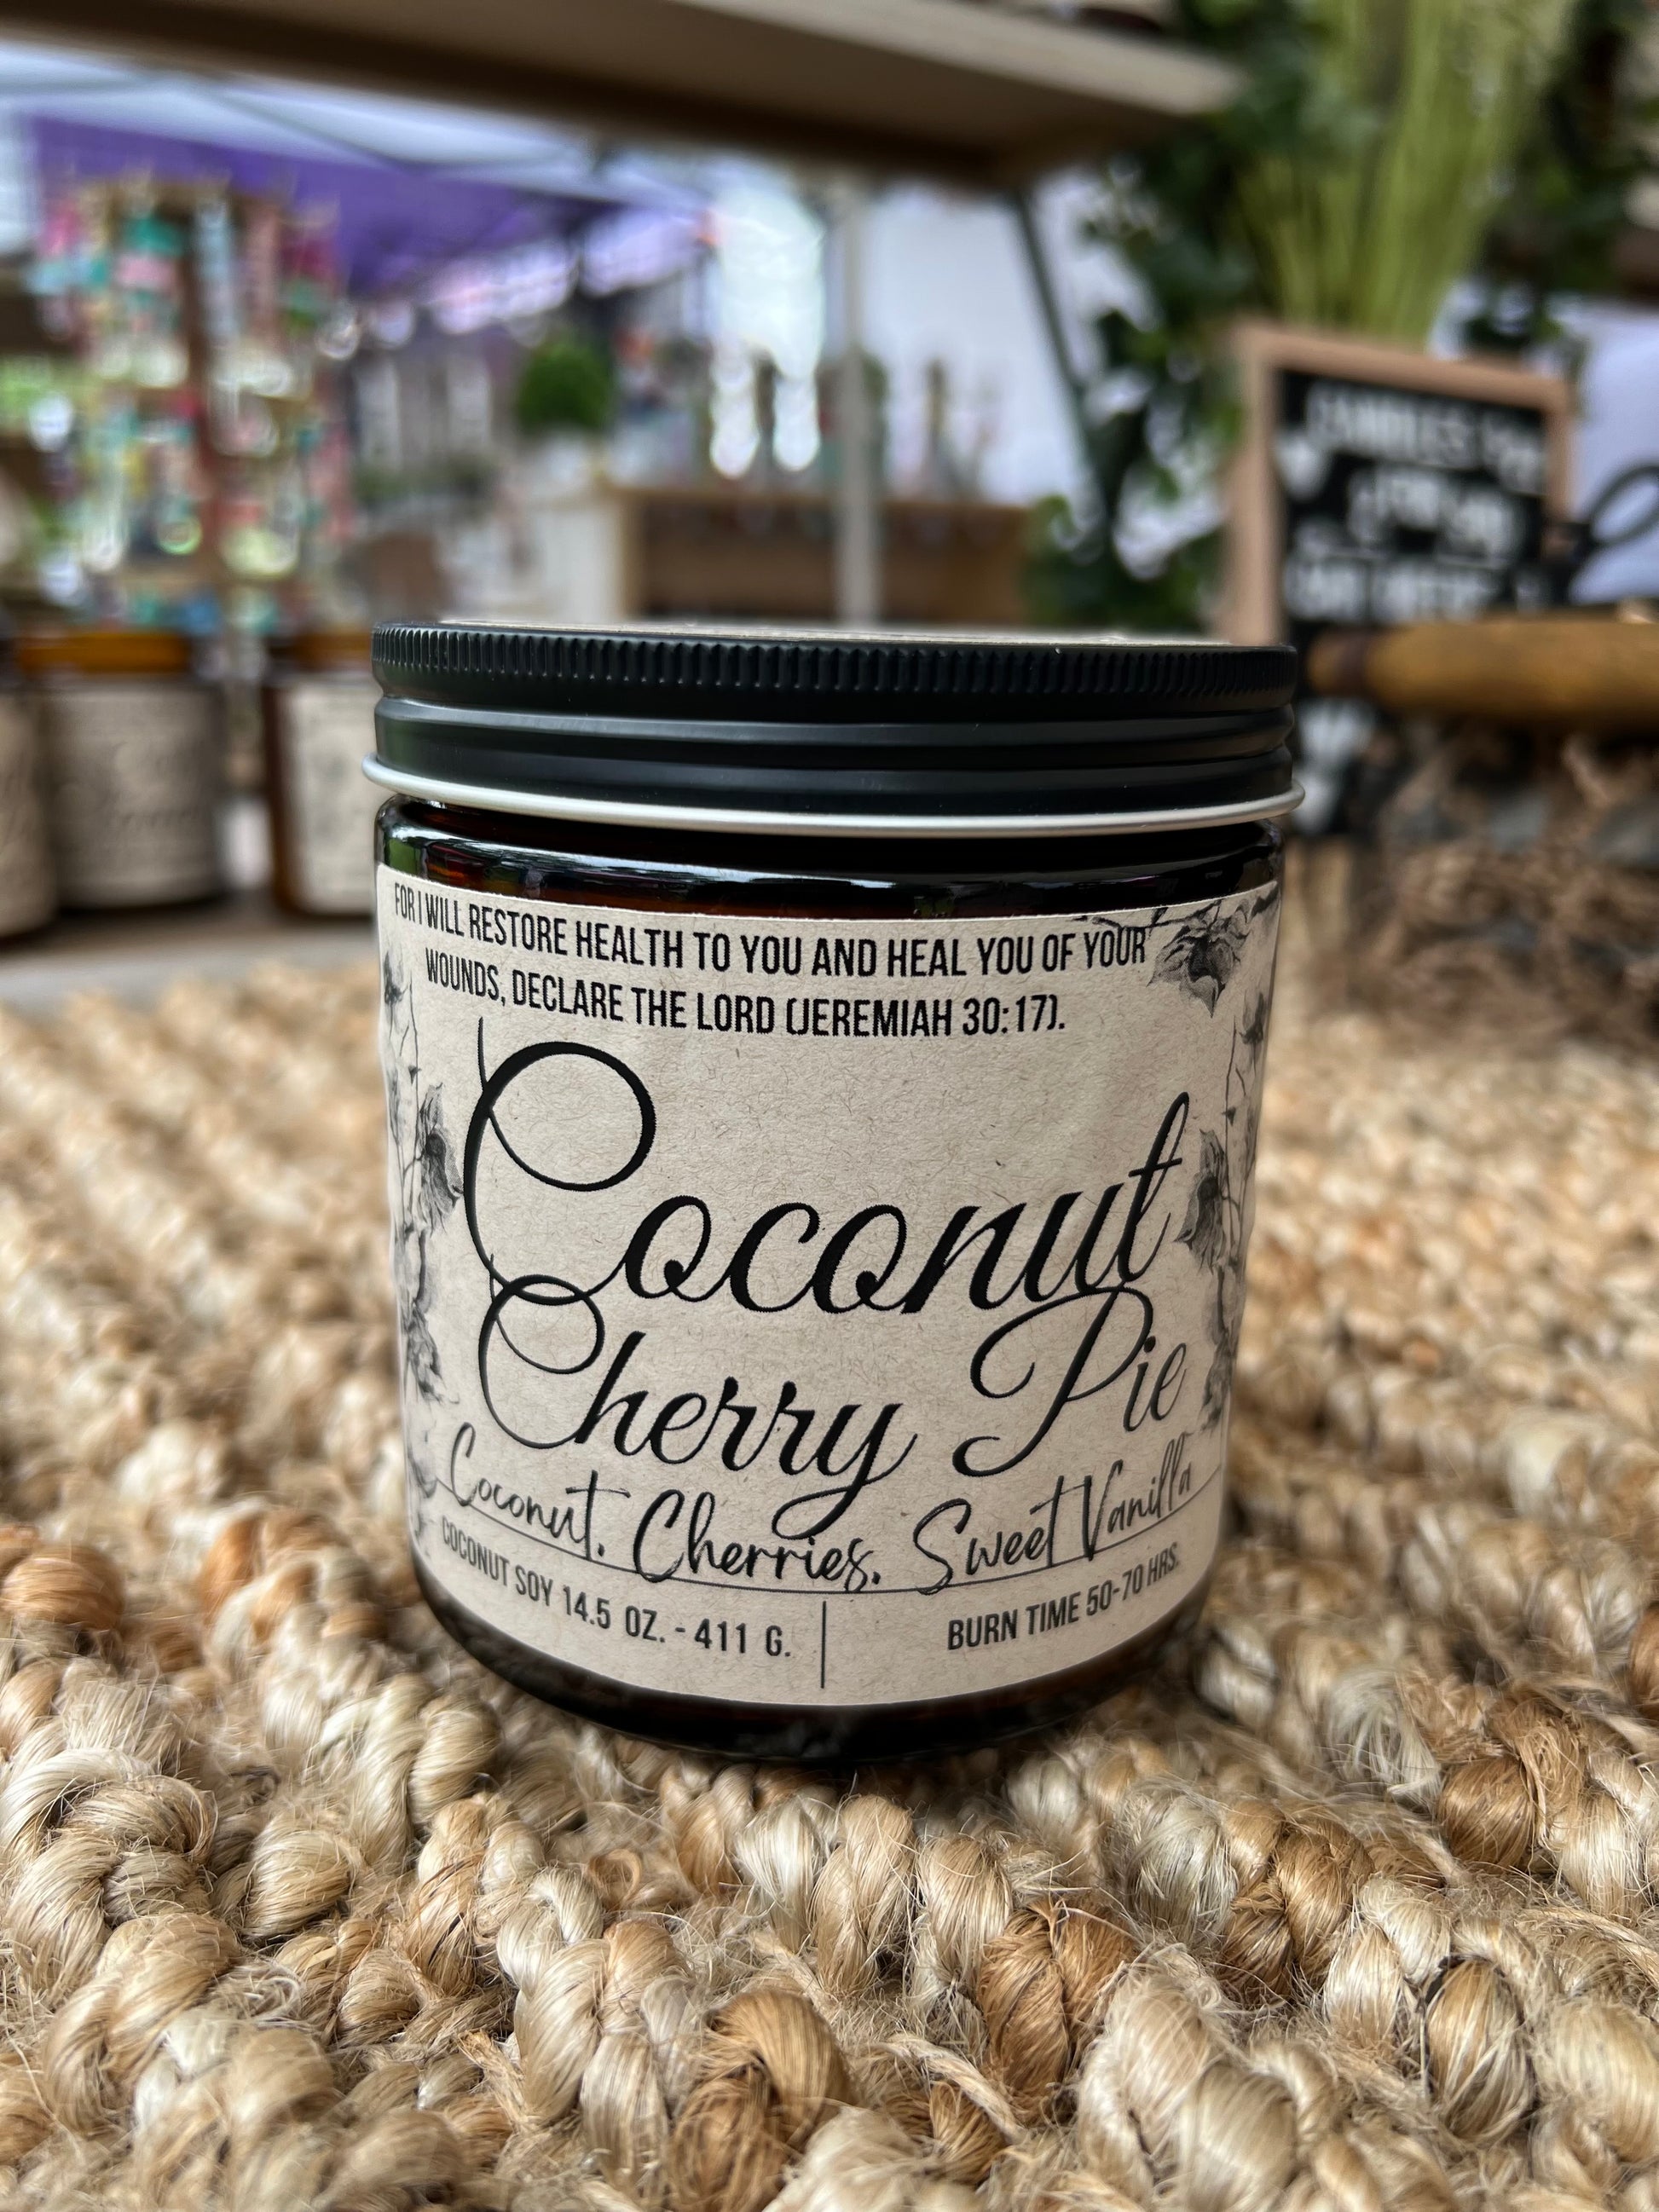 FOR I WILL RESTORE HEALTH TO YOU AND HEAL YOU OF YOUR
WOUNDS, DECLARE THE LORD (JEREMIAH 30:17).
Coconut
Cherry Pie
Coconut, Cherries, Sweet Vanilla
COCONUT SOY 14.5 OZ. - 411 G.
BURN TIME 50-70 HRS.
CANDLES